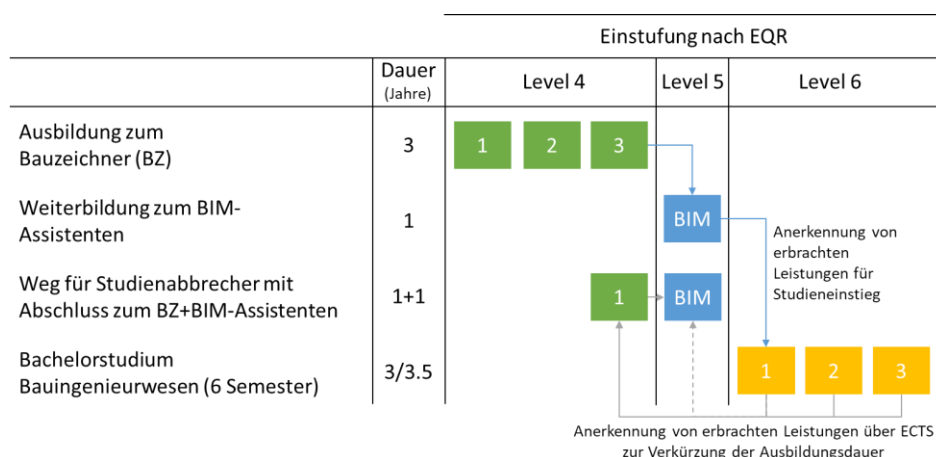 Einstufung nach EQR
Dauer
(Jahre)
Level 4
Level 5
Level 6
Ausbildung zum
Bauzeichner (BZ)
3
1
2
3
Weiterbildung zum BIM-
Assistenten
1
BIM
Anerkennung von
erbrachten
Leistungen für
Studieneinstieg
Weg für Studienabbrecher mit
Abschluss zum BZ+BIM-Assistenten
1+1
1
BIM
Bachelorstudium
Bauingenieurwesen (6 Semester)
3/3.5
1
2
3
Anerkennung von erbrachten Leistungen über ECTS
zur Verkürzung der Ausbildungsdauer